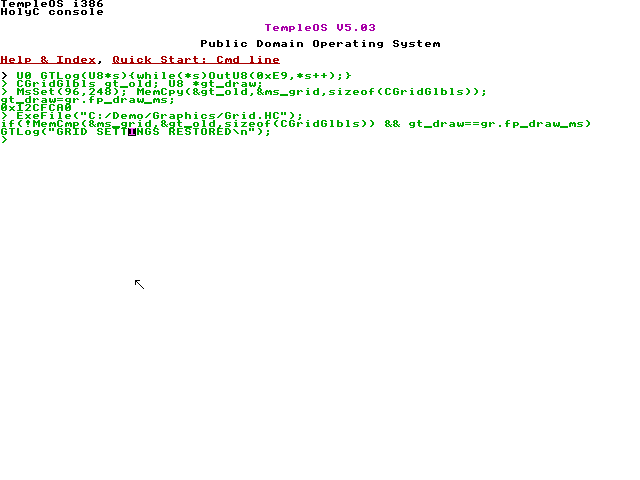 TempleOS i386
HolyC console
TempleOS V5.03
Public Domain Operating System
Help & Index, Quick Start: Cmd line
> U0 GTLog(U8*s){while(*s)OutU8(0xE9,*s++);}
> CGridGlbls gt_old; U8 *gt_draw;
> MsSet(96,248); MemCpy(&gt_old,&ms_grid,sizeof(CGridGlbls));
gt_draw=gr.fp_draw_ms;
0x12CFCA0
> ExeFile("C:/Demo/Graphics/Grid.HC");
if(!MemCmp(&ms_grid,&gt_old,sizeof(CGridGlbls)) && gt_draw==gr.fp_draw_ms)
GTLog("GRID SETTINGS RESTORED\n");
>